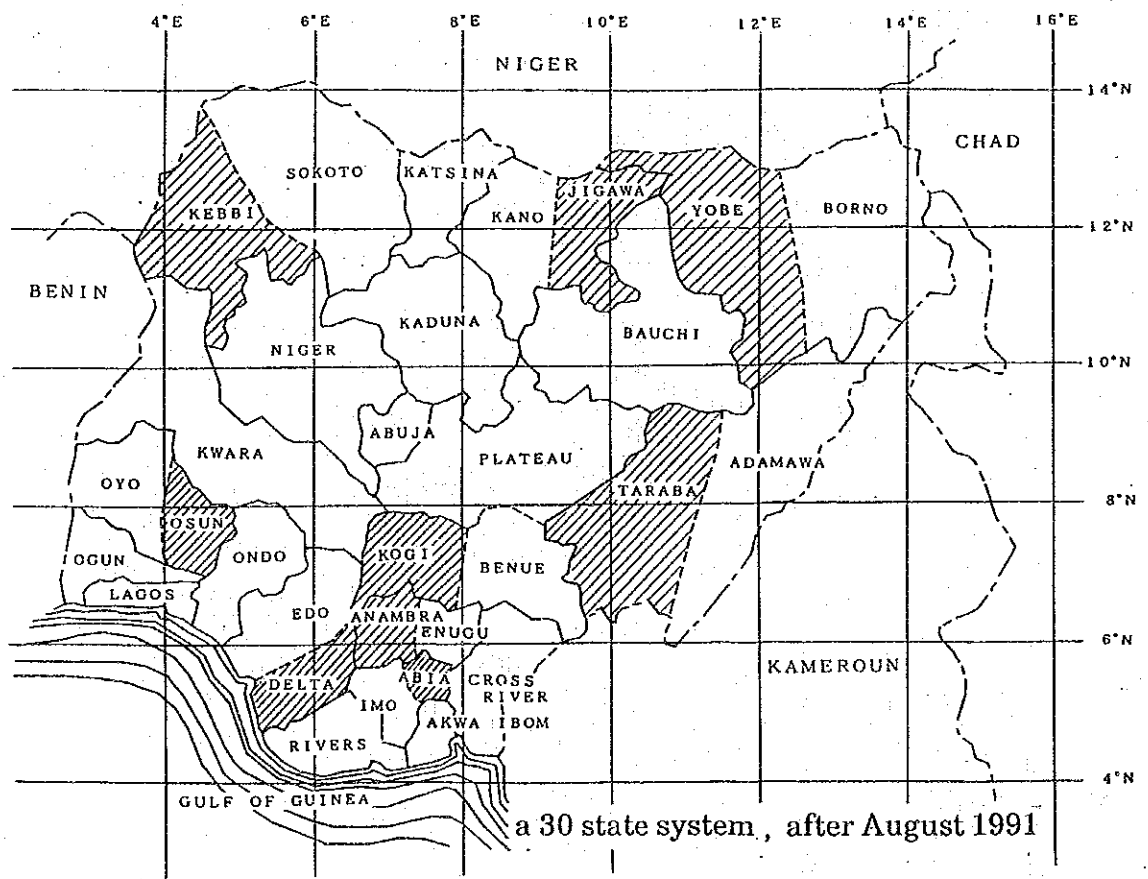 4°E 6°E 8°E 10°E 12°E 14°E 16°E
NIGER
14°N
CHAD
SOKOTO
KATSINA
JIGAWA
KEBBI
KANO
YOBE
BORNO
12°N
BENIN
KADUNA
NIGER
BAUCHI
10°N
ABUJA
KWARA
PLATEAU
ADAMAWA
OYO
TARABA
8°N
OSUN
OGUN
ONDO
KOGI
BENUE
LAGOS
EDO
ANAMBRA
ENUGU
6°N
KAMEROUN
DELTA
ABIA
CROSS
RIVER
IMO
AKWA IBOM
RIVERS
4°N
GULF OF GUINEA
a 30 state system, after August 1991